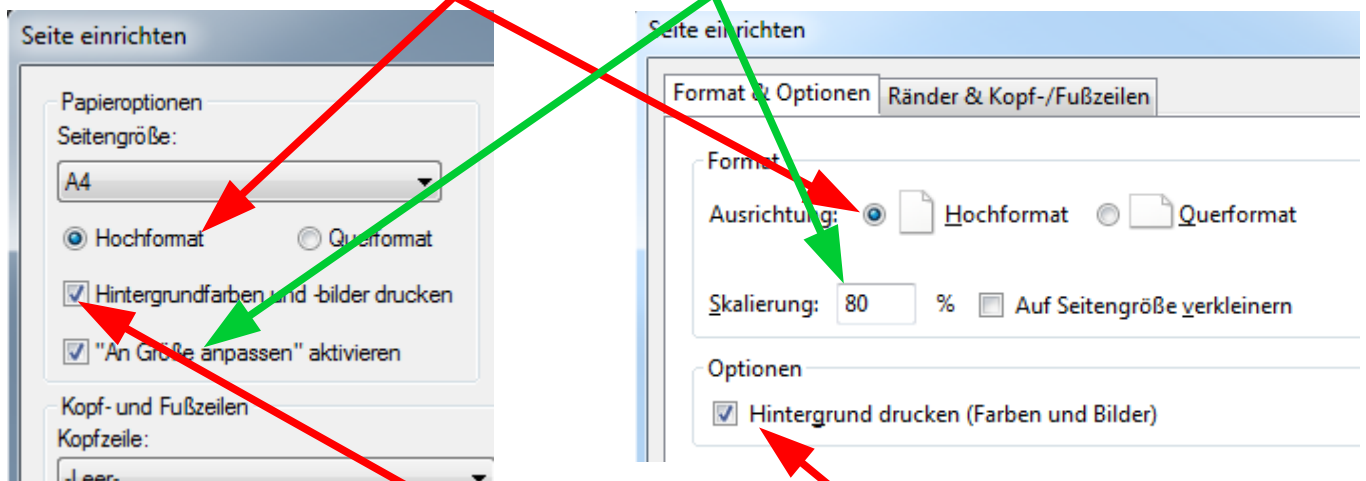 Seite einrichten
Papieroptionen
Seitengröße:
A4
Hochformat
Querformat
Hintergrundfarben und -bilder drucken
"An Größe anpassen" aktivieren
Kopf- und Fußzeilen
Kopfzeile:
-Leer-
Seite einrichten
Format & Optionen
Ränder & Kopf-/Fußzeilen
Format
Ausrichtung:
Hochformat
Querformat
Skalierung: 80 %
Auf Seitengröße verkleinern
Optionen
Hintergrund drucken (Farben und Bilder)